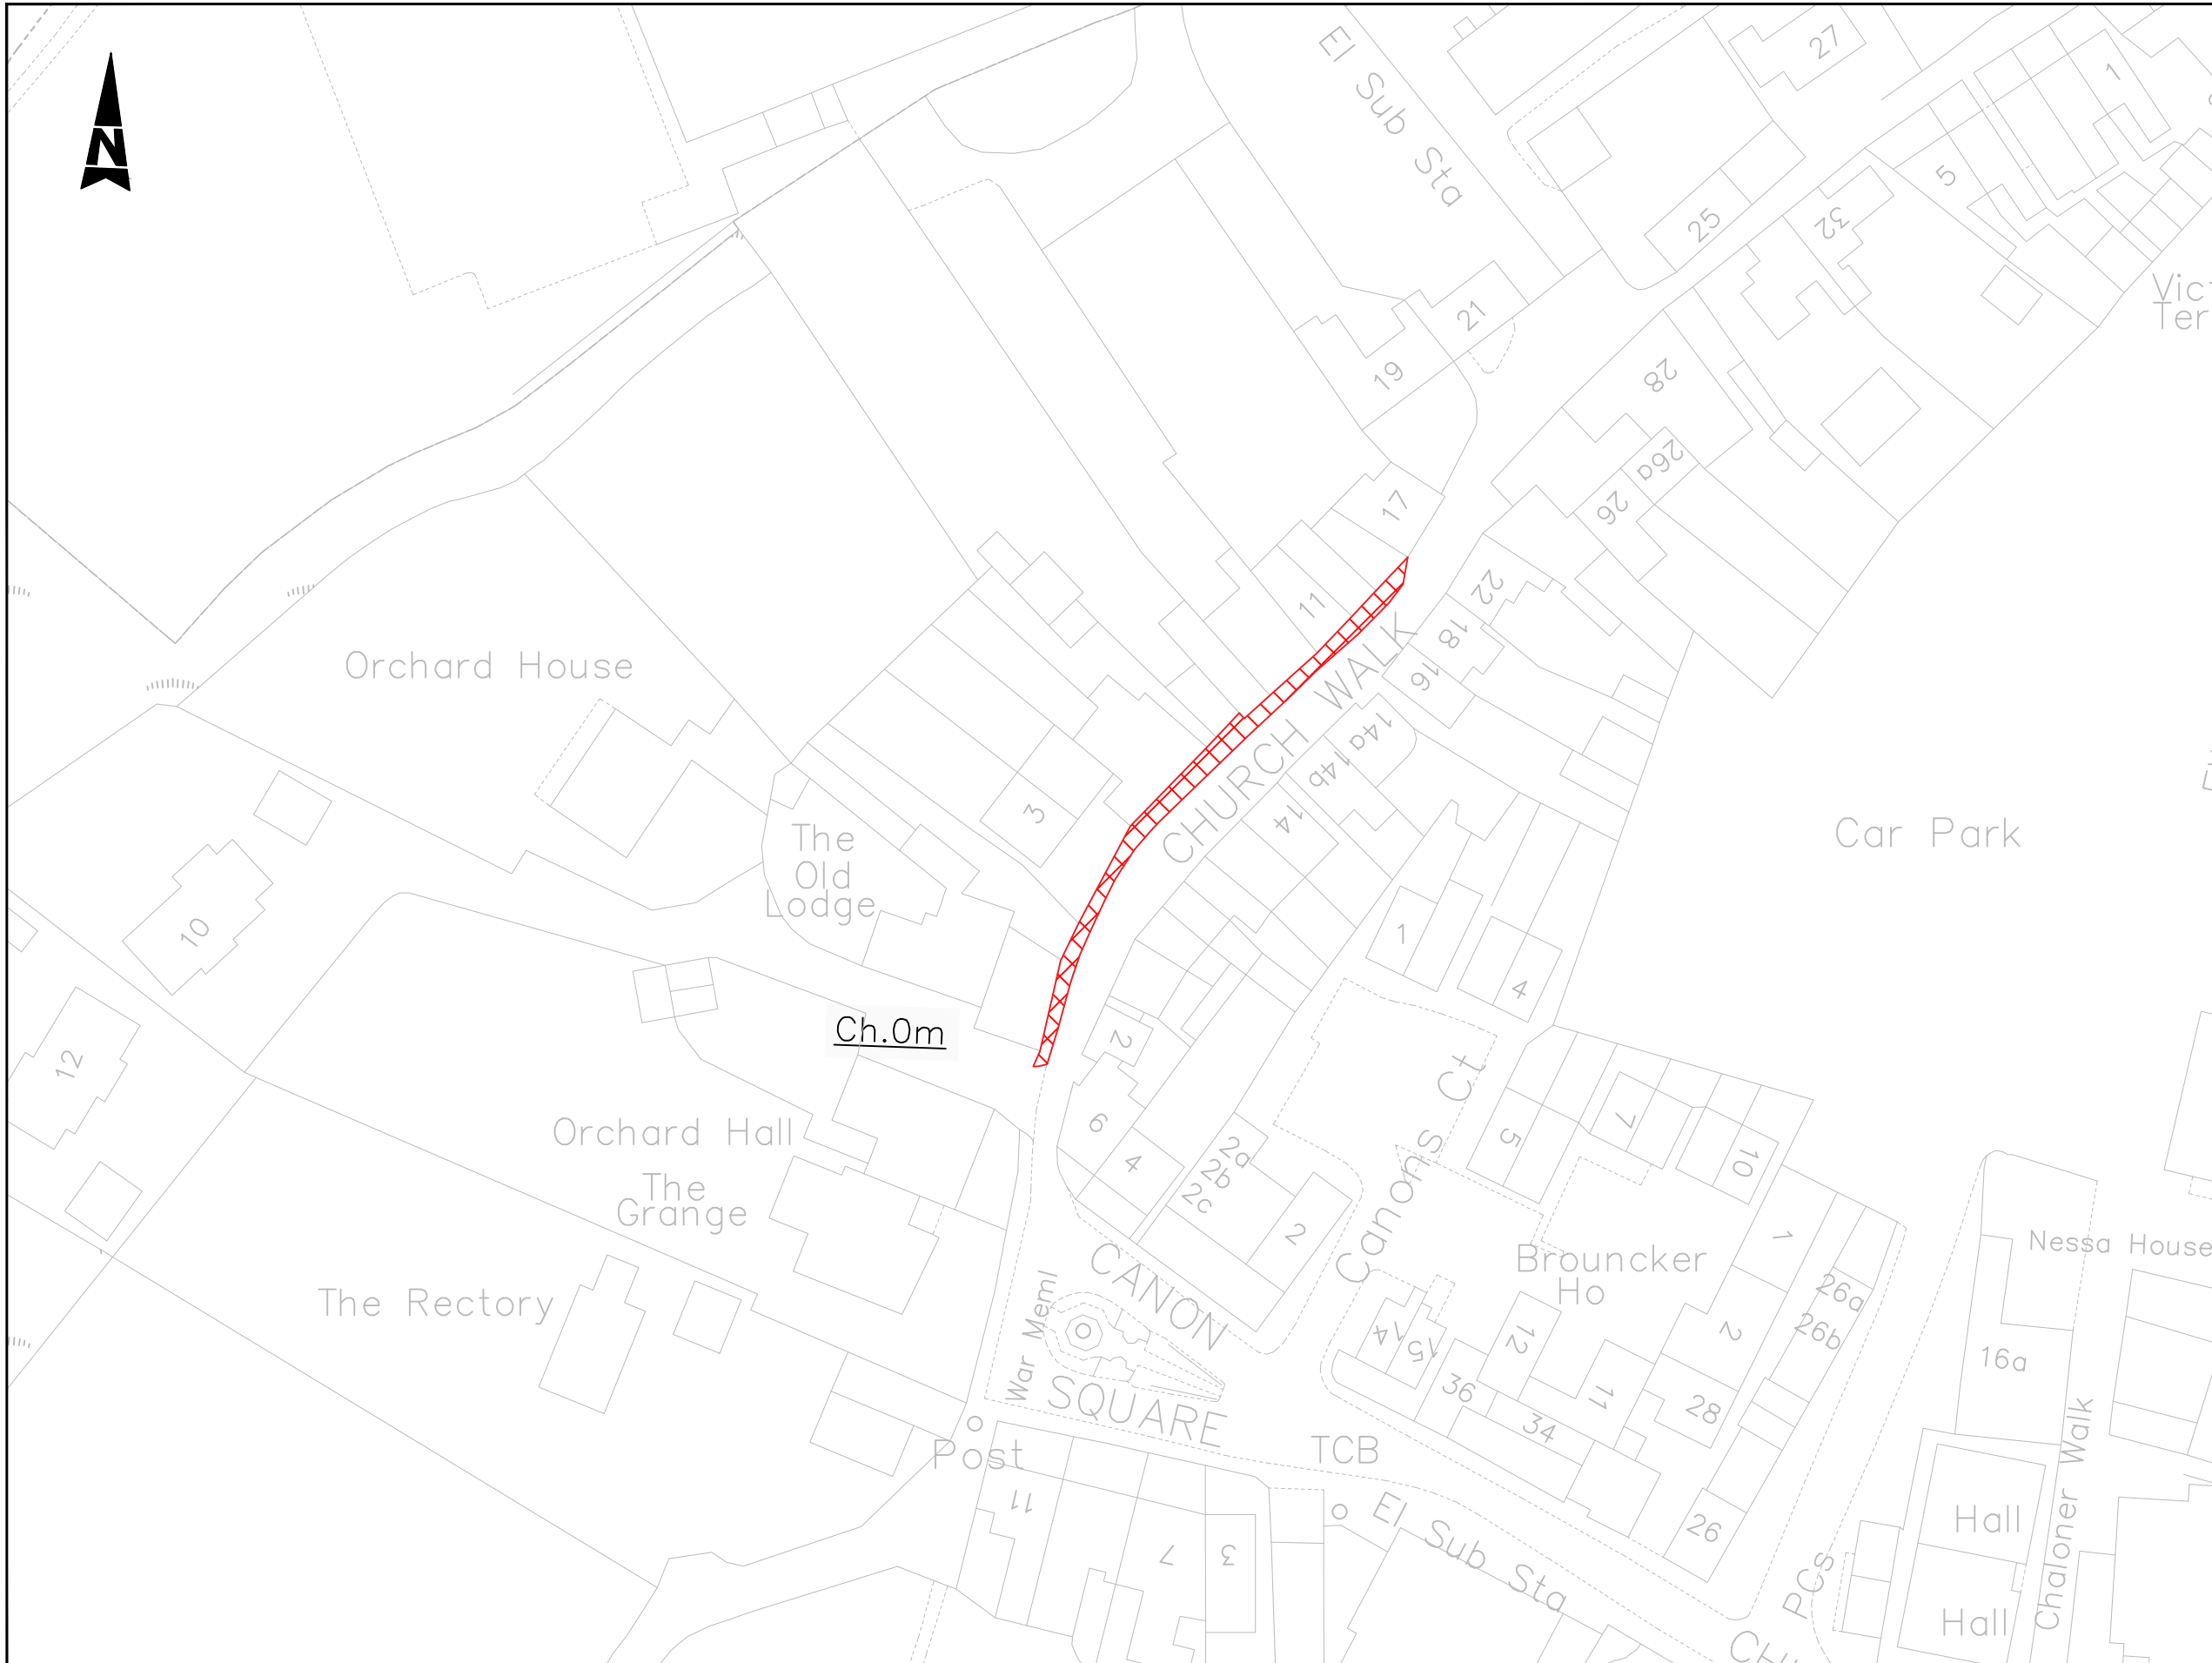 N
El Sub Sta
27
1
5
25
32
Vic
Ter
21
19
28
26a
26
17
11
22
18
16
CHURCH WALK
Orchard House
14a
14b
14
3
The
Old
Lodge
Car Park
10
1
4
12
Ch.0m
2
Orchard Hall
6
4
The
Grange
2a
2b
2c
2
Canons Ct
5
7
10
1
Nessa House
Brouncker
Ho
26a
26b
The Rectory
War Meml
CANON
SQUARE
14
15
12
2
16a
36
11
28
34
Post
TCB
11
7
3
El Sub Sta
26
Hall
Hall
Chaloner Walk
PCs